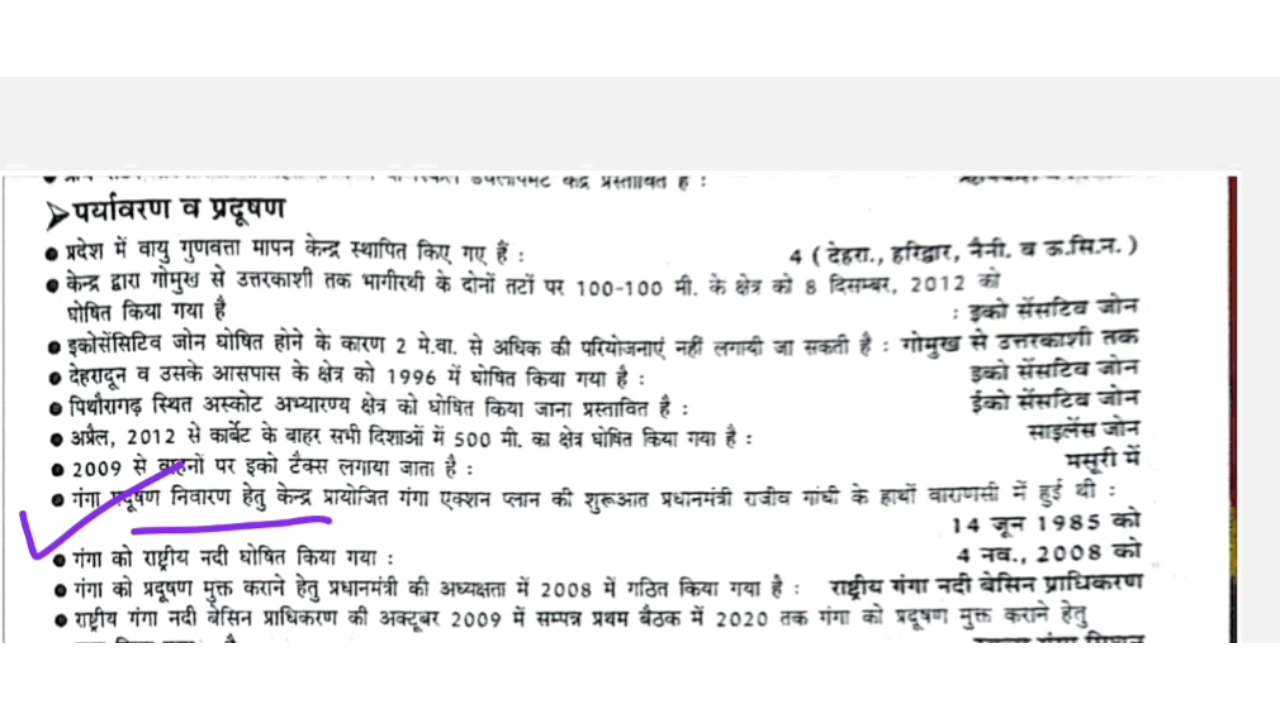 प्रस्तावित है :
➢पर्यावरण व प्रदूषण
● प्रदेश में वायु गुणवत्ता मापन केन्द्र स्थापित किए गए हैं : 4 ( देहरा., हरिद्वार, नैनी. व ऊ.सि.न. )
● केन्द्र द्वारा गोमुख से उत्तरकाशी तक भागीरथी के दोनों तटों पर 100-100 मी. के क्षेत्र को 8 दिसम्बर, 2012 को
घोषित किया गया है : इको सेंसटिव जोन
● इकोसेंसिटिव जोन घोषित होने के कारण 2 मे.वा. से अधिक की परियोजनाएं नहीं लगायी जा सकती है : गोमुख से उत्तरकाशी तक
● देहरादून व उसके आसपास के क्षेत्र को 1996 में घोषित किया गया है : इको सेंसटिव जोन
● पिथौरागढ़ स्थित अस्कोट अभ्यारण्य क्षेत्र को घोषित किया जाना प्रस्तावित है : ईको सेंसटिव जोन
● अप्रैल, 2012 से कार्बेट के बाहर सभी दिशाओं में 500 मी. का क्षेत्र घोषित किया गया है : साइलेंस जोन
● 2009 से वाहनों पर इको टैक्स लगाया जाता है : मसूरी में
● गंगा प्रदूषण निवारण हेतु केन्द्र प्रायोजित गंगा एक्शन प्लान की शुरूआत प्रधानमंत्री राजीव गांधी के हाथों वाराणसी में हुई थी :
14 जून 1985 को
● गंगा को राष्ट्रीय नदी घोषित किया गया : 4 नव., 2008 को
● गंगा को प्रदूषण मुक्त कराने हेतु प्रधानमंत्री की अध्यक्षता में 2008 में गठित किया गया है : राष्ट्रीय गंगा नदी बेसिन प्राधिकरण
● राष्ट्रीय गंगा नदी बेसिन प्राधिकरण की अक्टूबर 2009 में सम्पन्न प्रथम बैठक में 2020 तक गंगा को प्रदूषण मुक्त कराने हेतु